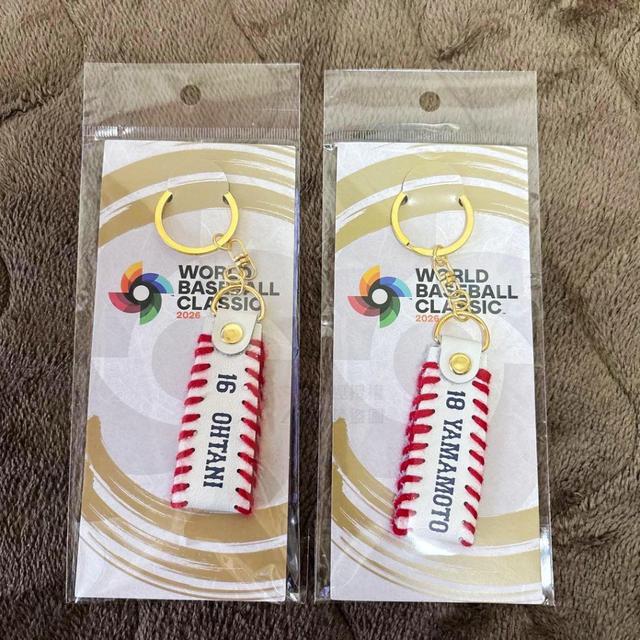 WORLD
BASEBALL
CLASSIC
2026
16 OHTANI
WORLD
BASEBALL
CLASSIC
2026
18 YAMAMOTO